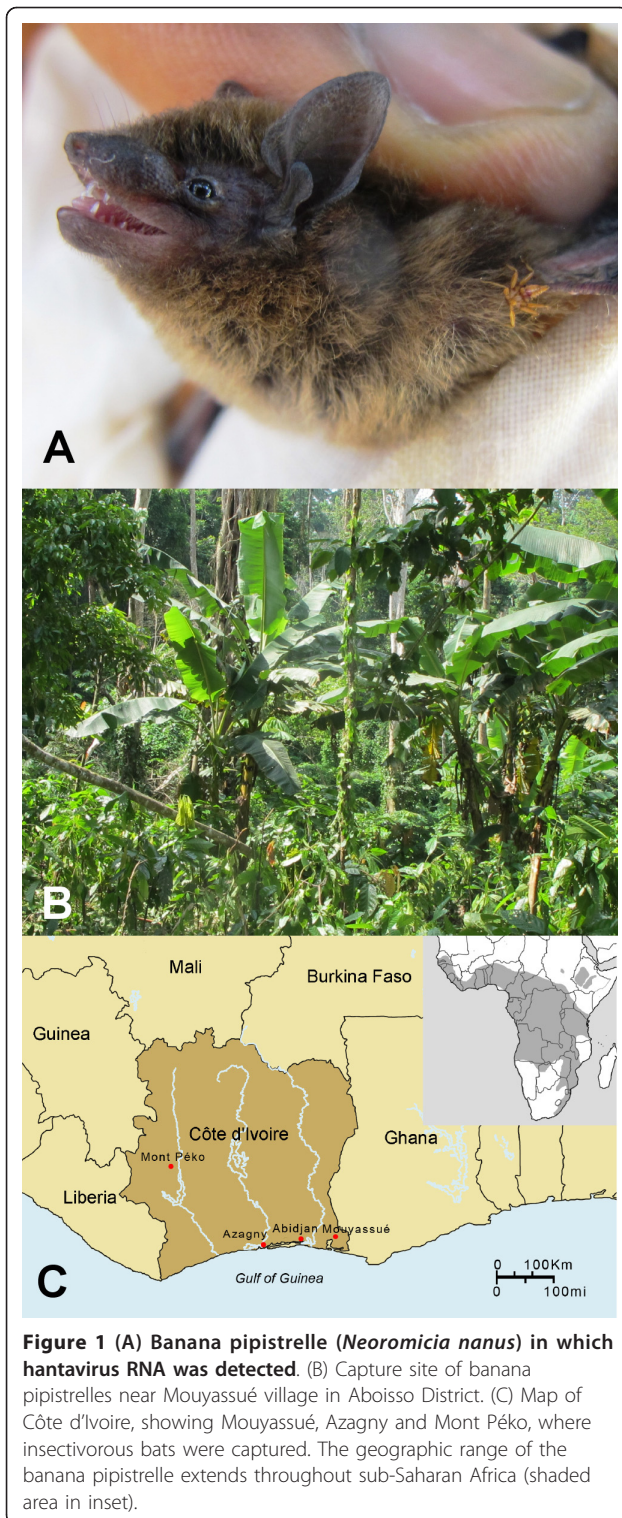 A
B
Mali
Burkina Faso
Guinea
Côte d'Ivoire
Ghana
Mont Péko
Liberia
Abidjan Mouyassué
Azagny
C
Gulf of Guinea
0 100Km
0 100mi
Figure 1 (A) Banana pipistrelle (Neoromicia nanus) in which
hantavirus RNA was detected. (B) Capture site of banana
pipistrelles near Mouyassué village in Aboisso District. (C) Map of
Côte d'Ivoire, showing Mouyassué, Azagny and Mont Péko, where
insectivorous bats were captured. The geographic range of the
banana pipistrelle extends throughout sub-Saharan Africa (shaded
area in inset).